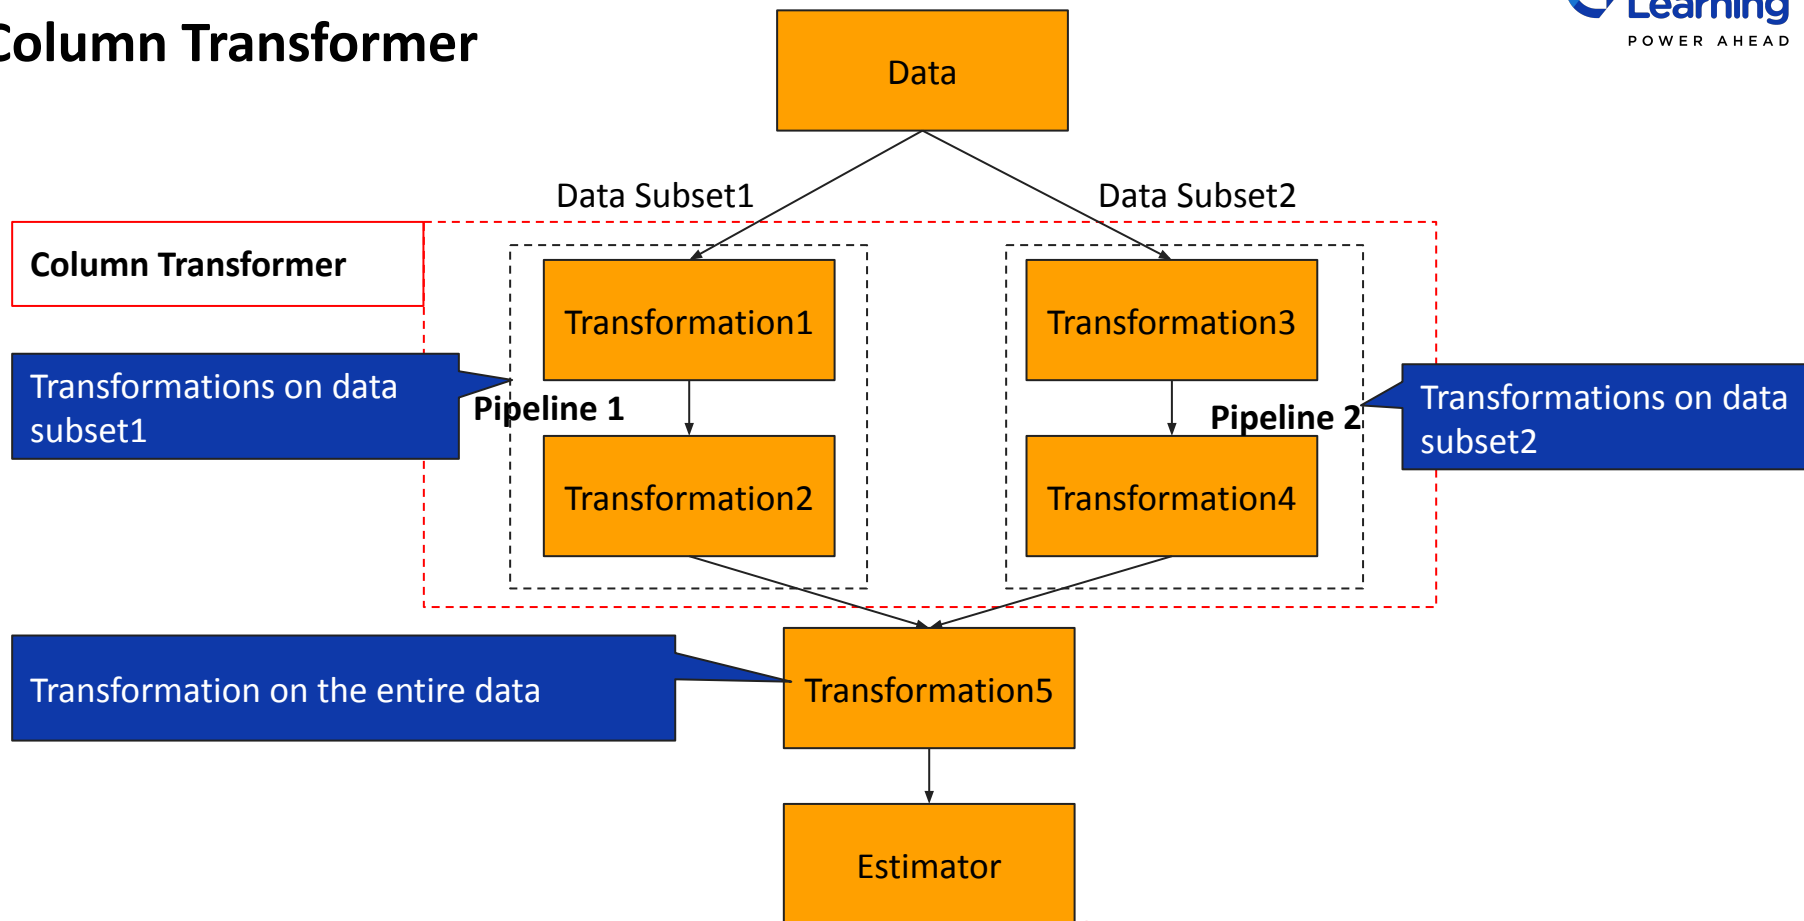 Column Transformer
Learning
POWER AHEAD
Data
Data Subset1
Data Subset2
Column Transformer
Transformation1
Transformation3
Transformations on data
subset1
Pipeline 1
Pipeline 2
Transformations on data
subset2
Transformation2
Transformation4
Transformation on the entire data
Transformation5
Estimator